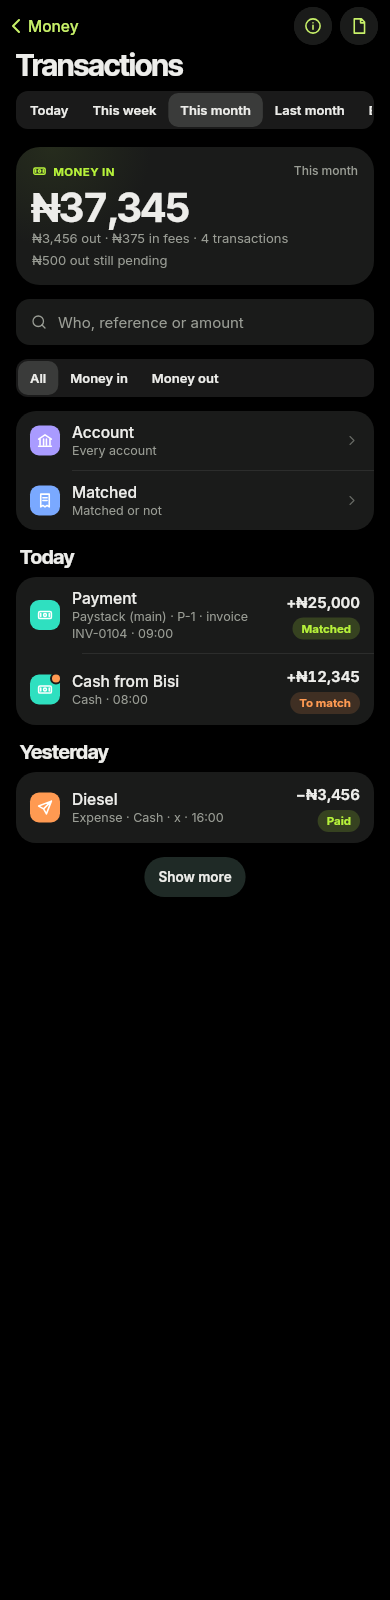 Money
Transactions
Today This week This month Last month
MONEY IN This month
₦37,345
₦3,456 out · ₦375 in fees · 4 transactions
₦500 out still pending
Who, reference or amount
All Money in Money out
Account
Every account
Matched
Matched or not
Today
Payment
Paystack (main) · P-1 · invoice
INV-0104 · 09:00
+₦25,000
Matched
Cash from Bisi
Cash · 08:00
+₦12,345
To match
Yesterday
Diesel
Expense · Cash · x · 16:00
−₦3,456
Paid
Show more